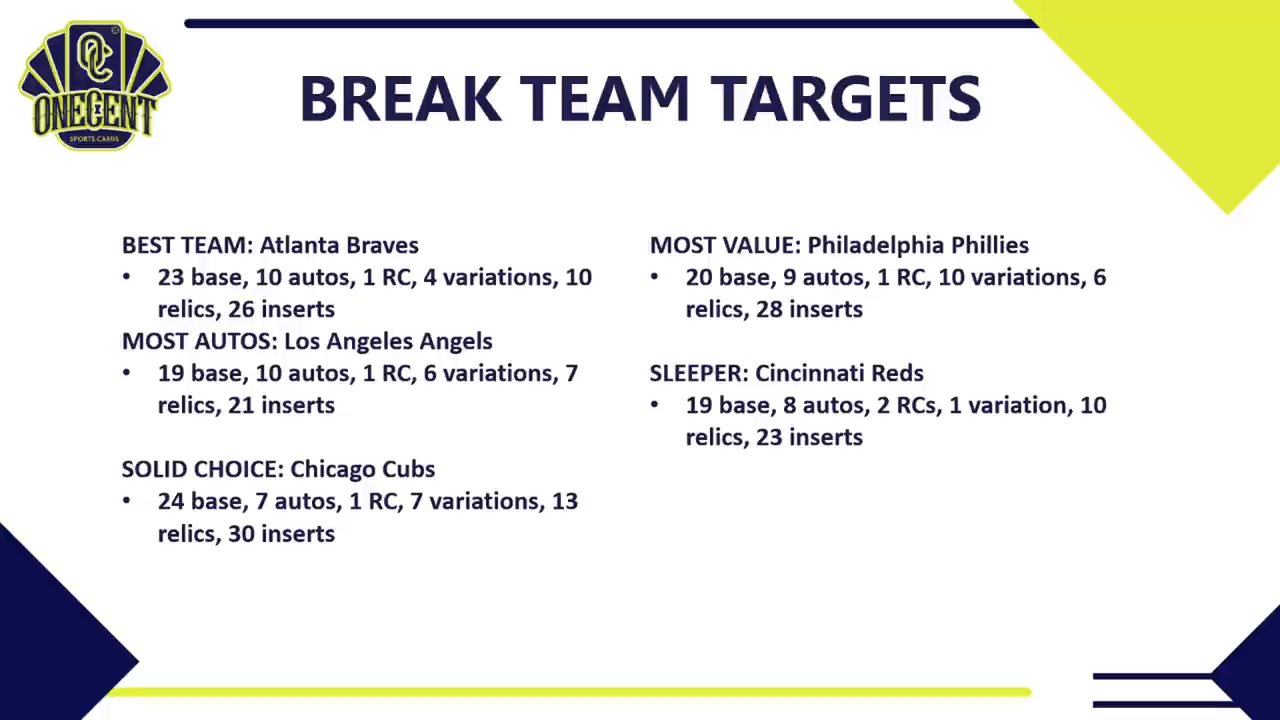 OC
ONECENT
SPORTS CARDS
BREAK TEAM TARGETS
BEST TEAM: Atlanta Braves
• 23 base, 10 autos, 1 RC, 4 variations, 10
relics, 26 inserts
MOST AUTOS: Los Angeles Angels
• 19 base, 10 autos, 1 RC, 6 variations, 7
relics, 21 inserts
SOLID CHOICE: Chicago Cubs
• 24 base, 7 autos, 1 RC, 7 variations, 13
relics, 30 inserts
MOST VALUE: Philadelphia Phillies
• 20 base, 9 autos, 1 RC, 10 variations, 6
relics, 28 inserts
SLEEPER: Cincinnati Reds
• 19 base, 8 autos, 2 RCs, 1 variation, 10
relics, 23 inserts